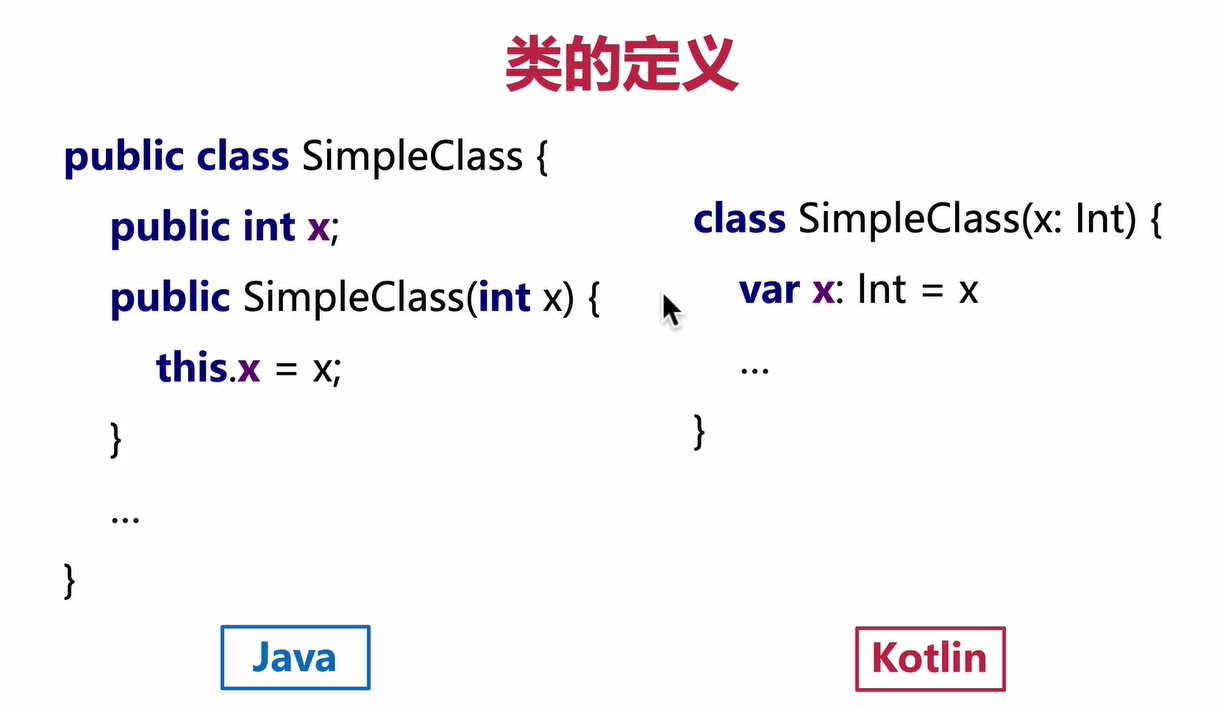 类的定义
public class SimpleClass {
public int x;
public SimpleClass(int x) {
this.x = x;
}
...
}
Java
class SimpleClass(x: Int) {
var x: Int = x
...
}
Kotlin